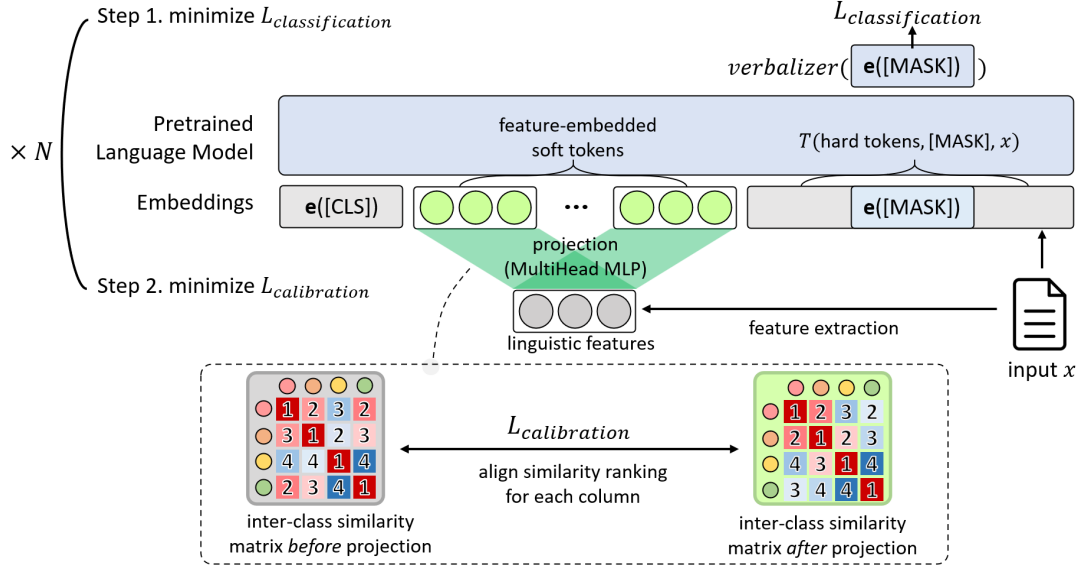 Step 1. minimize L_classification
L_classification
verbalizer( e([MASK]) )
× N
Pretrained
Language Model
feature-embedded
soft tokens
T(hard tokens, [MASK], x)
Embeddings
e([CLS])
...
e([MASK])
projection
(MultiHead MLP)
Step 2. minimize L_calibration
linguistic features
feature extraction
input x
1 2 3 2
3 1 2 3
4 4 1 4
2 3 4 1
inter-class similarity
matrix before projection
L_calibration
align similarity ranking
for each column
1 2 3 2
2 1 2 3
4 3 1 4
3 4 4 1
inter-class similarity
matrix after projection